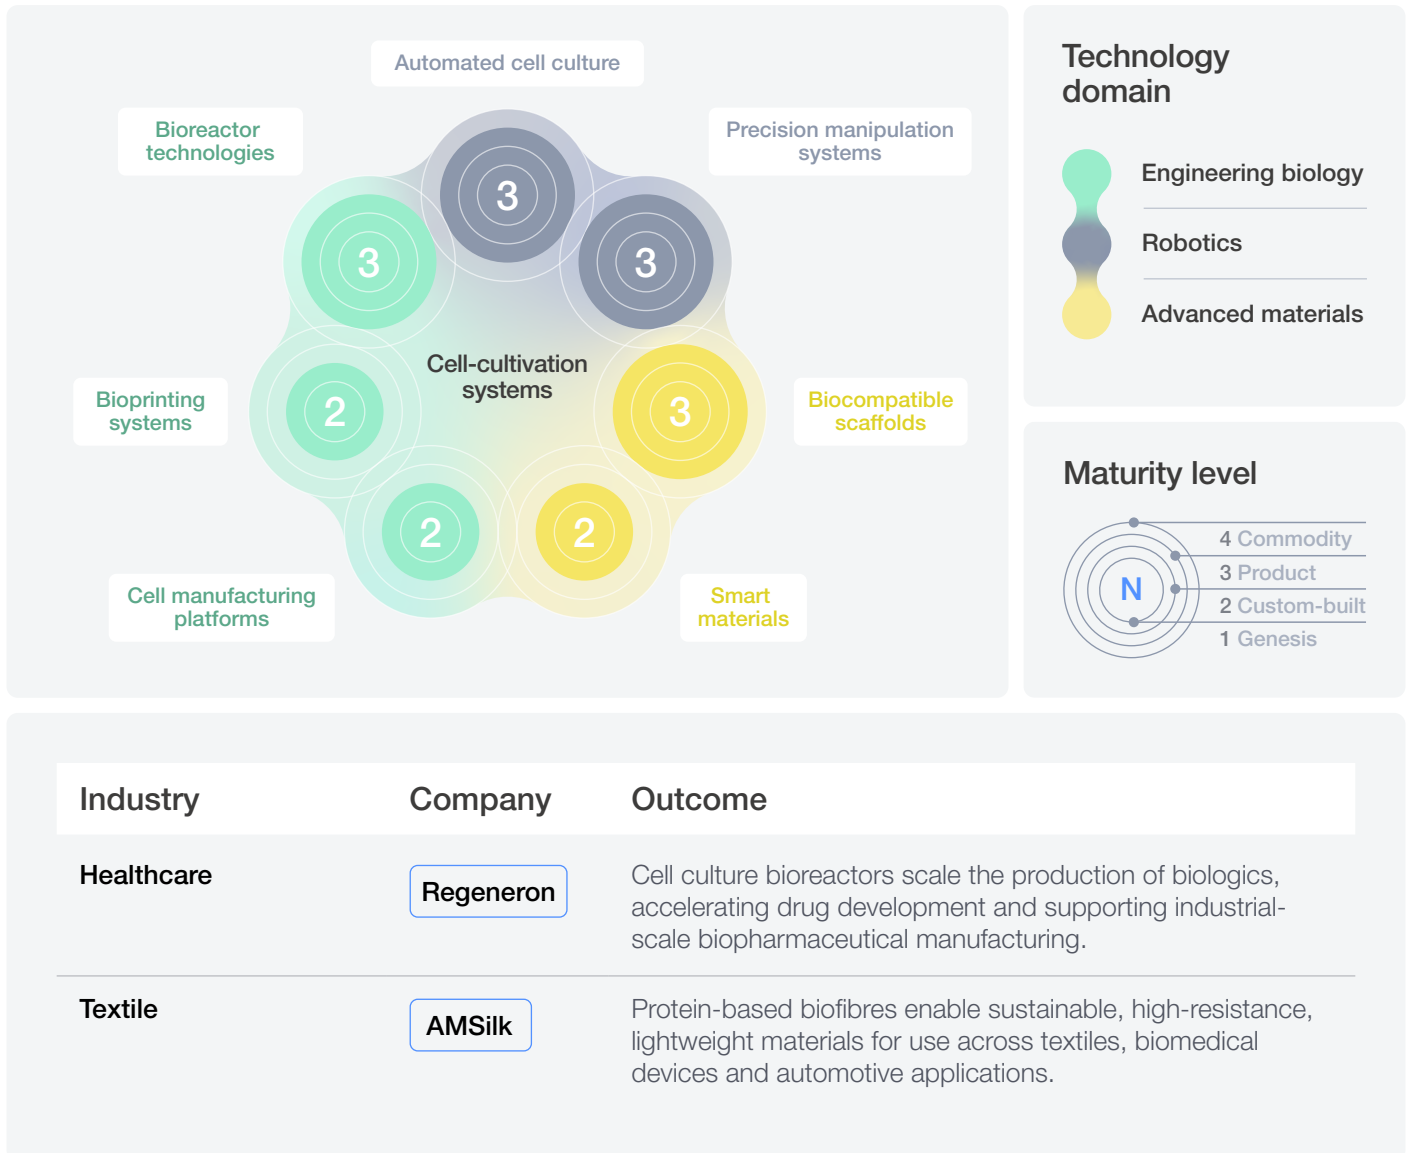 Automated cell culture
Bioreactor
technologies
Precision manipulation
systems
3
3
3
Cell-cultivation
systems
Bioprinting
systems
2
3
Biocompatible
scaffolds
2
2
Cell manufacturing
platforms
Smart
materials
Technology
domain
Engineering biology
Robotics
Advanced materials
Maturity level
N
4 Commodity
3 Product
2 Custom-built
1 Genesis
Industry Company Outcome
Healthcare
Regeneron
Cell culture bioreactors scale the production of biologics,
accelerating drug development and supporting industrial-
scale biopharmaceutical manufacturing.
Textile
AMSilk
Protein-based biofibres enable sustainable, high-resistance,
lightweight materials for use across textiles, biomedical
devices and automotive applications.